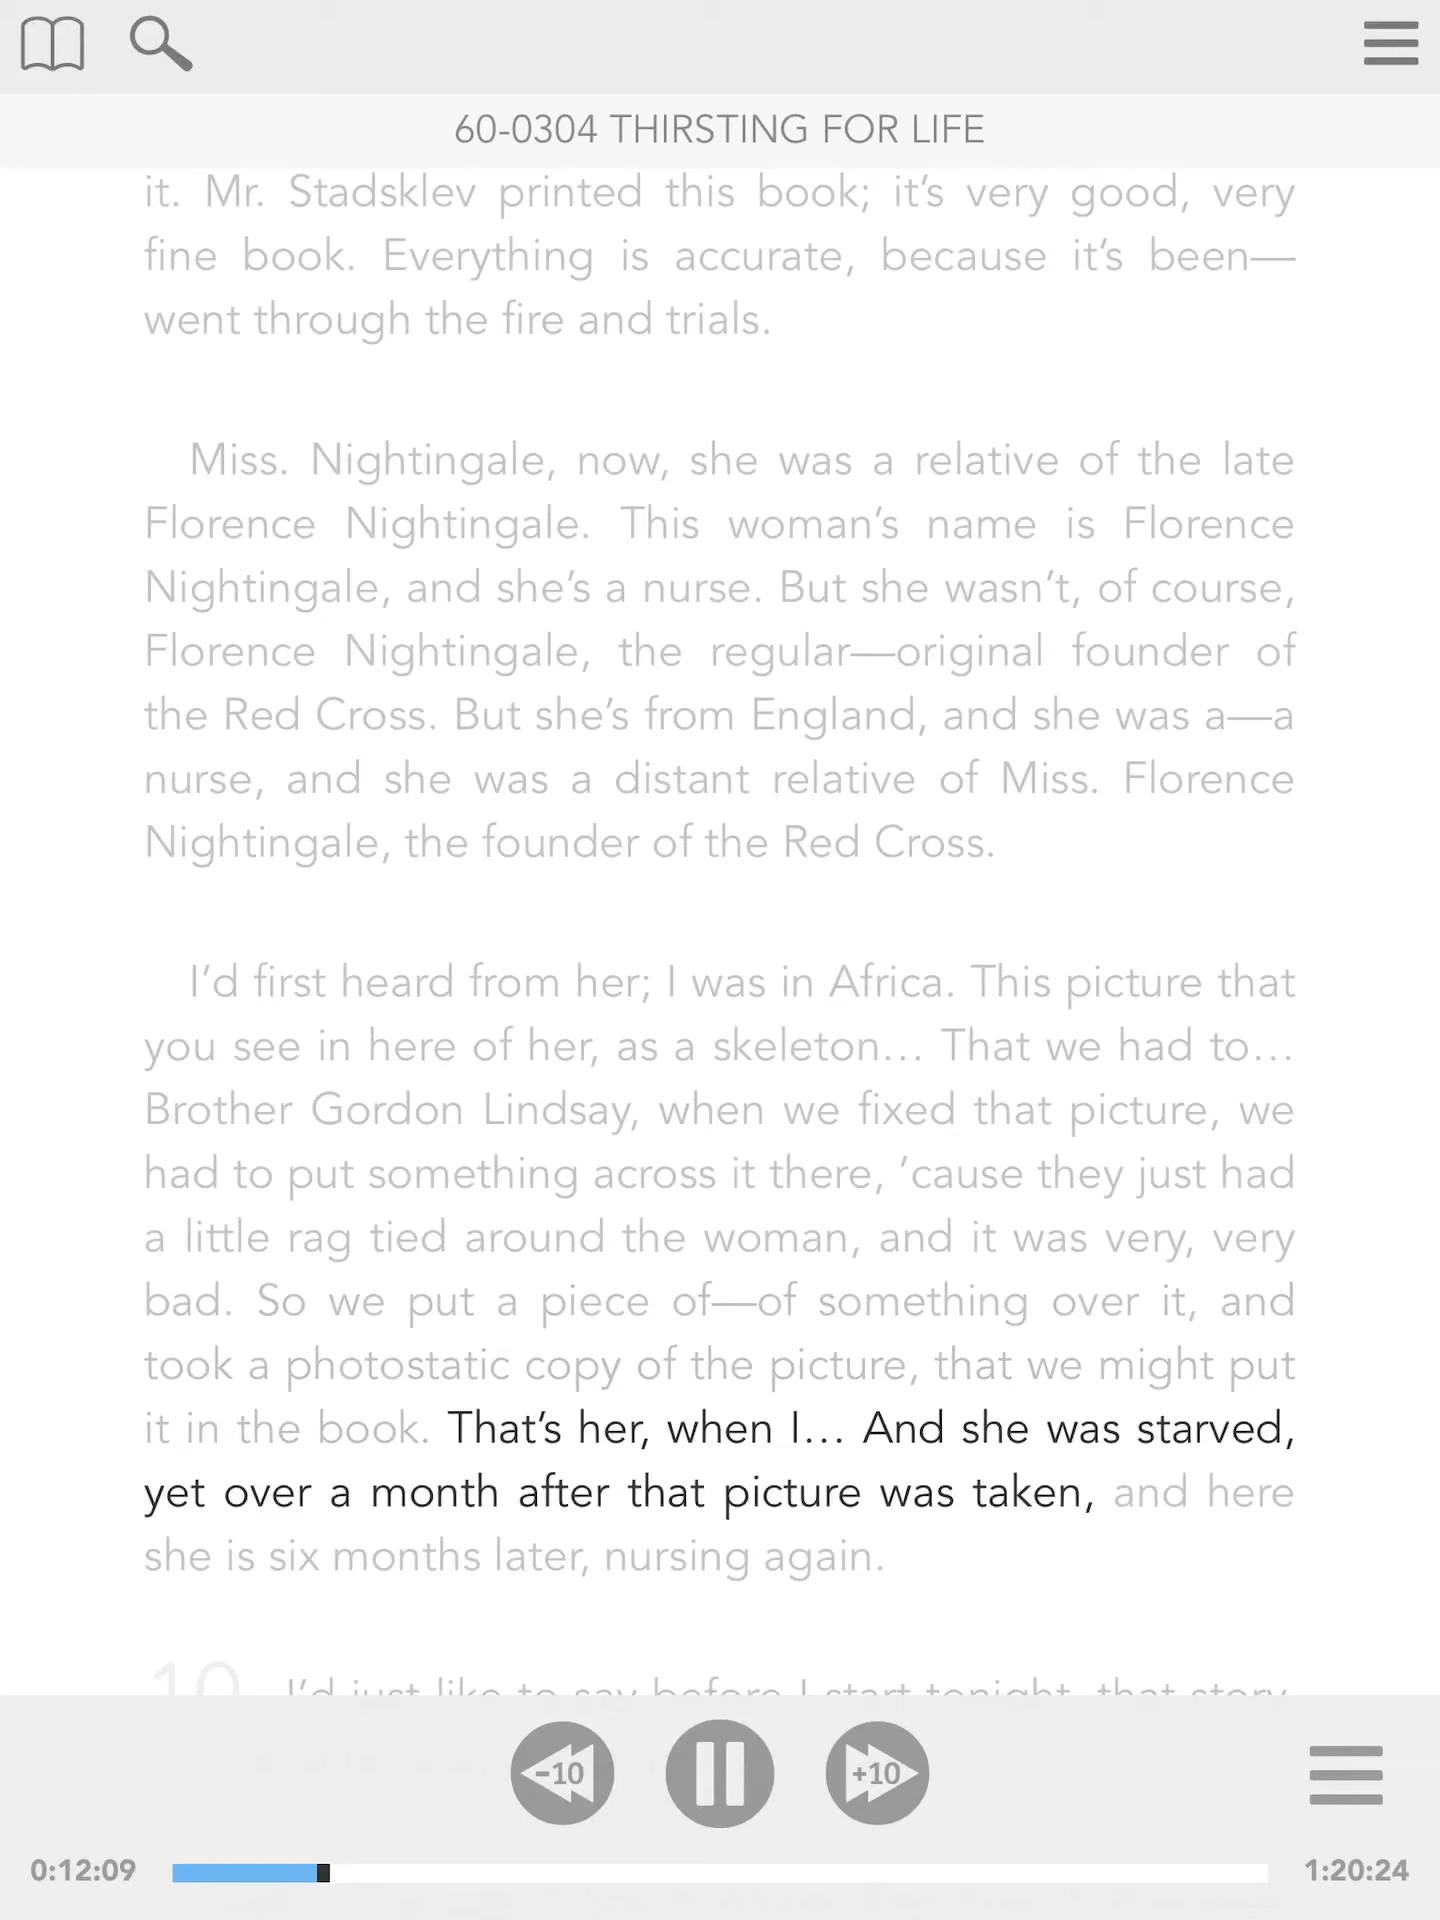 60-0304 THIRSTING FOR LIFE
it. Mr. Stadsklev printed this book; it’s very good, very
fine book. Everything is accurate, because it’s been—
went through the fire and trials.
Miss. Nightingale, now, she was a relative of the late
Florence Nightingale. This woman’s name is Florence
Nightingale, and she’s a nurse. But she wasn’t, of course,
Florence Nightingale, the regular—original founder of
the Red Cross. But she’s from England, and she was a—a
nurse, and she was a distant relative of Miss. Florence
Nightingale, the founder of the Red Cross.
I’d first heard from her; I was in Africa. This picture that
you see in here of her, as a skeleton… That we had to…
Brother Gordon Lindsay, when we fixed that picture, we
had to put something across it there, ’cause they just had
a little rag tied around the woman, and it was very, very
bad. So we put a piece of—of something over it, and
took a photostatic copy of the picture, that we might put
it in the book. That’s her, when I… And she was starved,
yet over a month after that picture was taken, and here
she is six months later, nursing again.
10 I’d just like to say before I start tonight, that story,
-10 +10
0:12:09 1:20:24